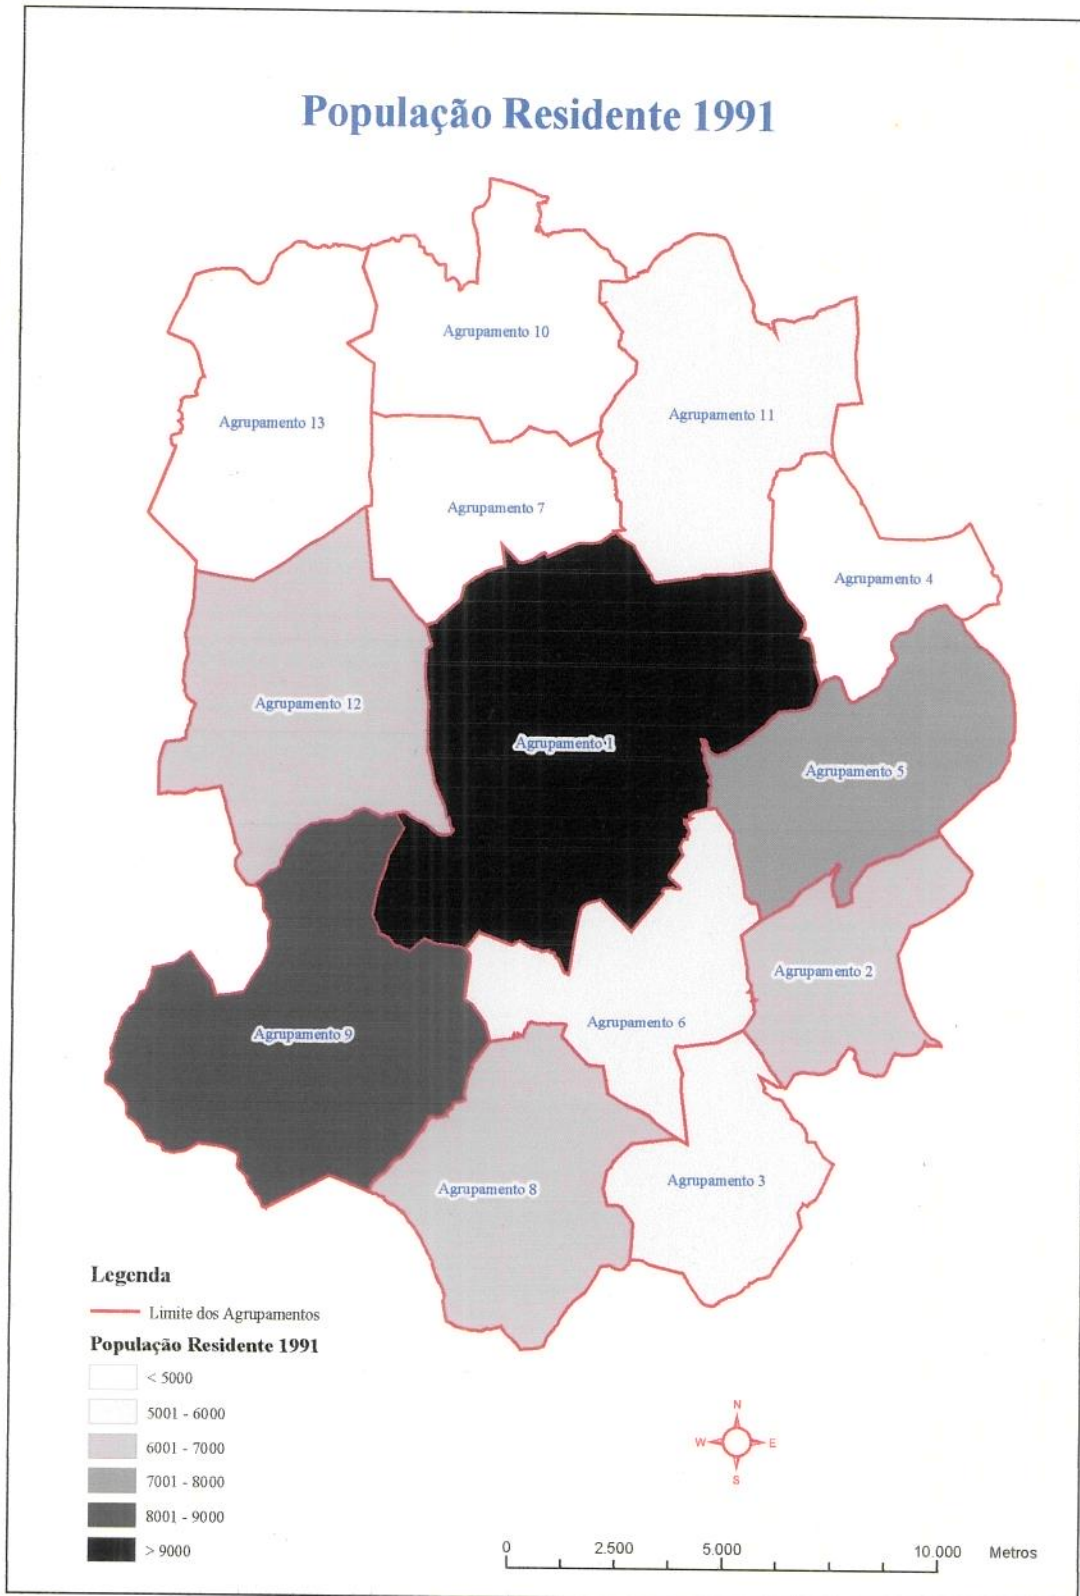 População Residente 1991
Agrupamento 10
Agrupamento 11
Agrupamento 13
Agrupamento 7
Agrupamento 4
Agrupamento 12
Agrupamento 1
Agrupamento 5
Agrupamento 2
Agrupamento 6
Agrupamento 9
Agrupamento 3
Agrupamento 8
Legenda
Limite dos Agrupamentos
População Residente 1991
< 5000
5001 - 6000
6001 - 7000
7001 - 8000
8001 - 9000
> 9000
N
W E
S
0 2.500 5.000 10.000 Metros